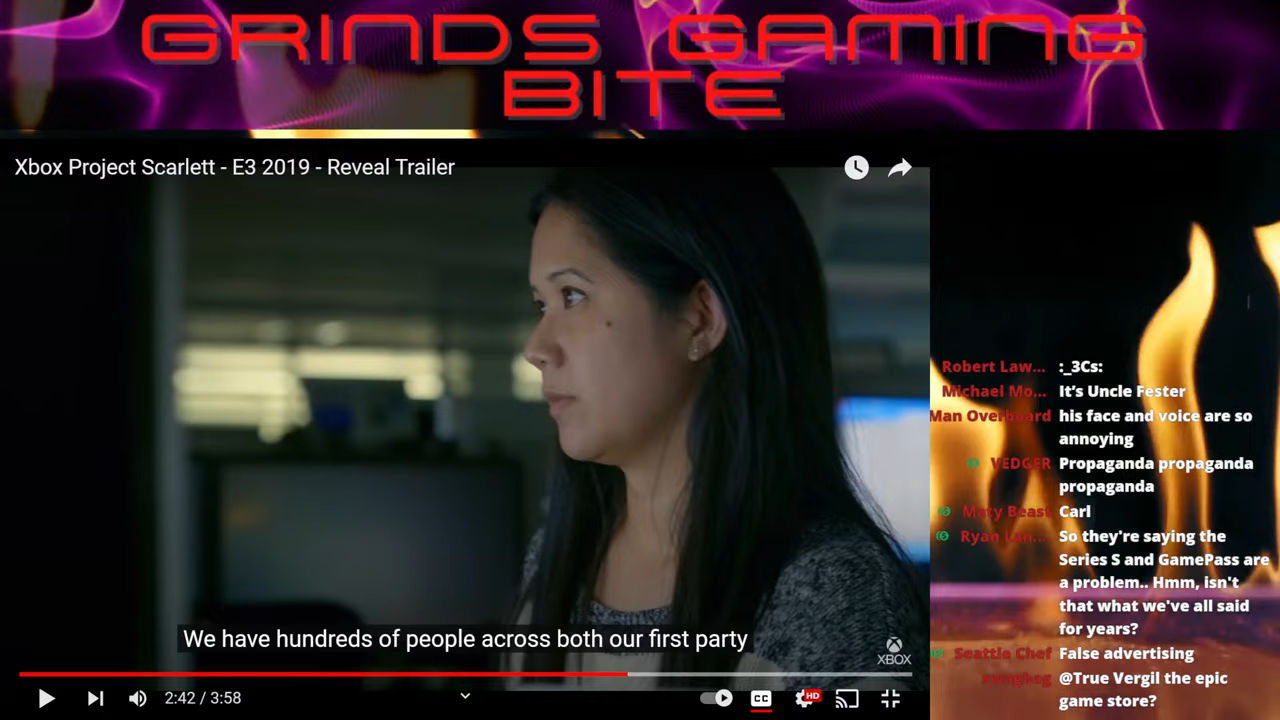 GRINDS GAMING
BITE
Xbox Project Scarlett - E3 2019 - Reveal Trailer
We have hundreds of people across both our first party
XBOX
2:42 / 3:58
CC
HD
Robert Law... :_3Cs:
Michael Mo... It’s Uncle Fester
Man Overboard his face and voice are so
annoying
VEDGER Propaganda propaganda
propaganda
Beast Carl
Ryan So they're saying the
Series S and GamePass are
a problem.. Hmm, isn't
that what we've all said
for years?
Seattle Chef False advertising
@True Vergil the epic
game store?